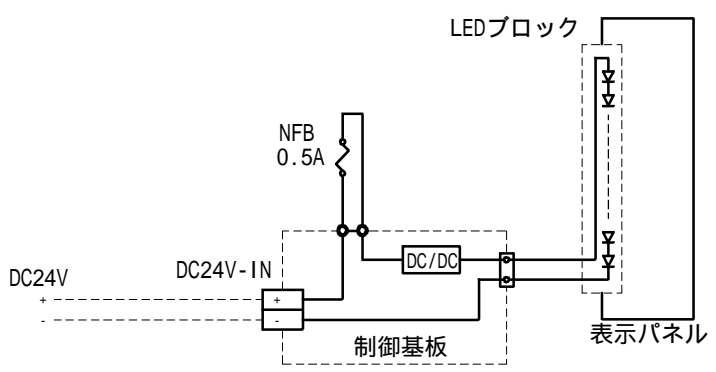 LEDブロック
NFB
0.5A
DC24V-IN
DC/DC
DC24V
+
-
+
-
制御基板
表示パネル